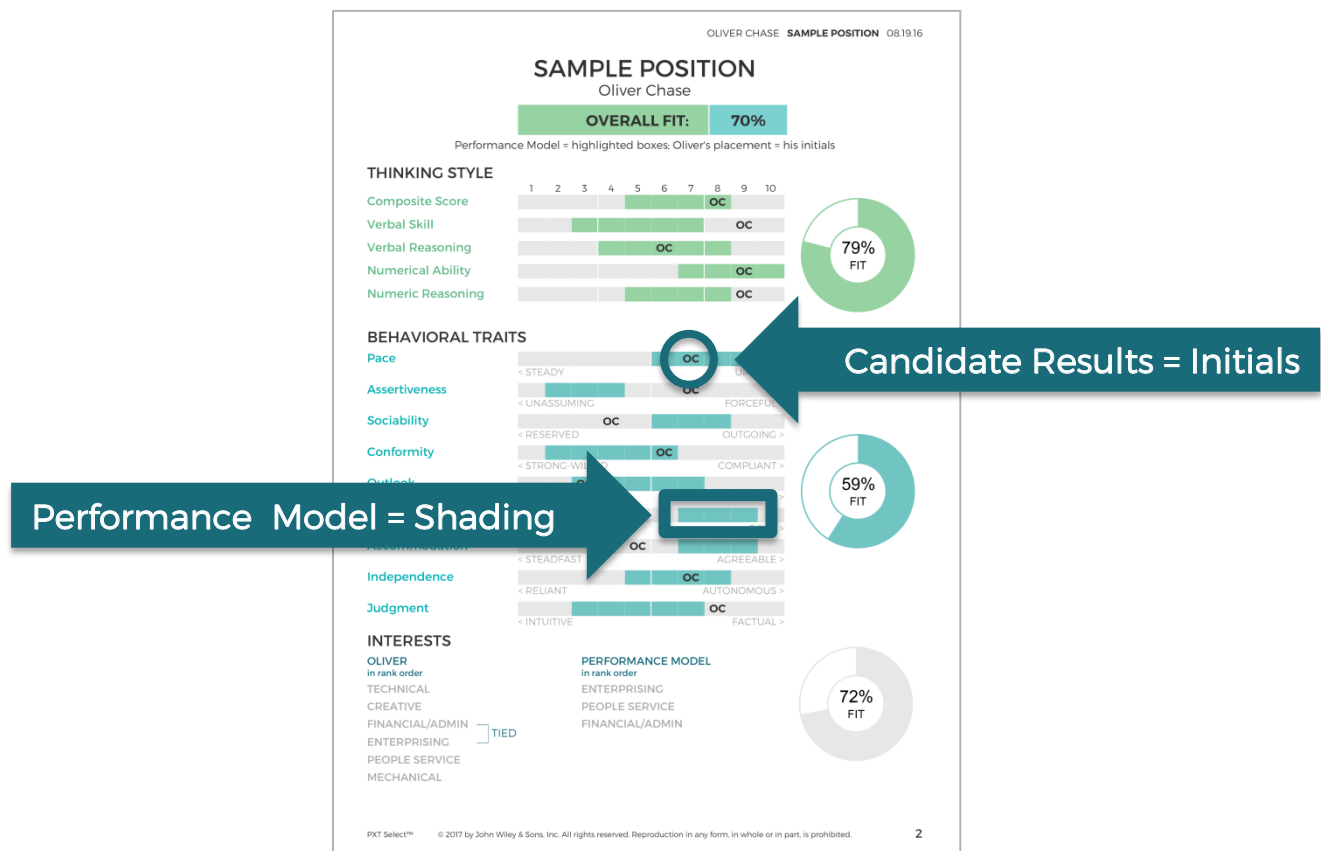 OLIVER CHASE SAMPLE POSITION 08.19.16
SAMPLE POSITION
Oliver Chase
OVERALL FIT: 70%
Performance Model = highlighted boxes; Oliver's placement = his initials
THINKING STYLE
1 2 3 4 5 6 7 8 9 10
Composite Score OC
Verbal Skill OC
Verbal Reasoning OC
Numerical Ability OC
Numeric Reasoning OC
79%
FIT
BEHAVIORAL TRAITS
Pace OC
< STEADY
Candidate Results = Initials
Assertiveness OC
< UNASSUMING FORCEFUL
Sociability OC
< RESERVED OUTGOING >
Conformity OC
< STRONG-WILLED COMPLIANT >
Outlook
59%
FIT
Performance Model = Shading
Accommodation OC
< STEADFAST AGREEABLE >
Independence OC
< RELIANT AUTONOMOUS >
Judgment OC
< INTUITIVE FACTUAL >
INTERESTS
OLIVER
in rank order
TECHNICAL
CREATIVE
FINANCIAL/ADMIN
ENTERPRISING
TIED
PEOPLE SERVICE
MECHANICAL
PERFORMANCE MODEL
in rank order
ENTERPRISING
PEOPLE SERVICE
FINANCIAL/ADMIN
72%
FIT
PXT Select™ © 2017 by John Wiley & Sons, Inc. All rights reserved. Reproduction in any form, in whole or in part, is prohibited. 2